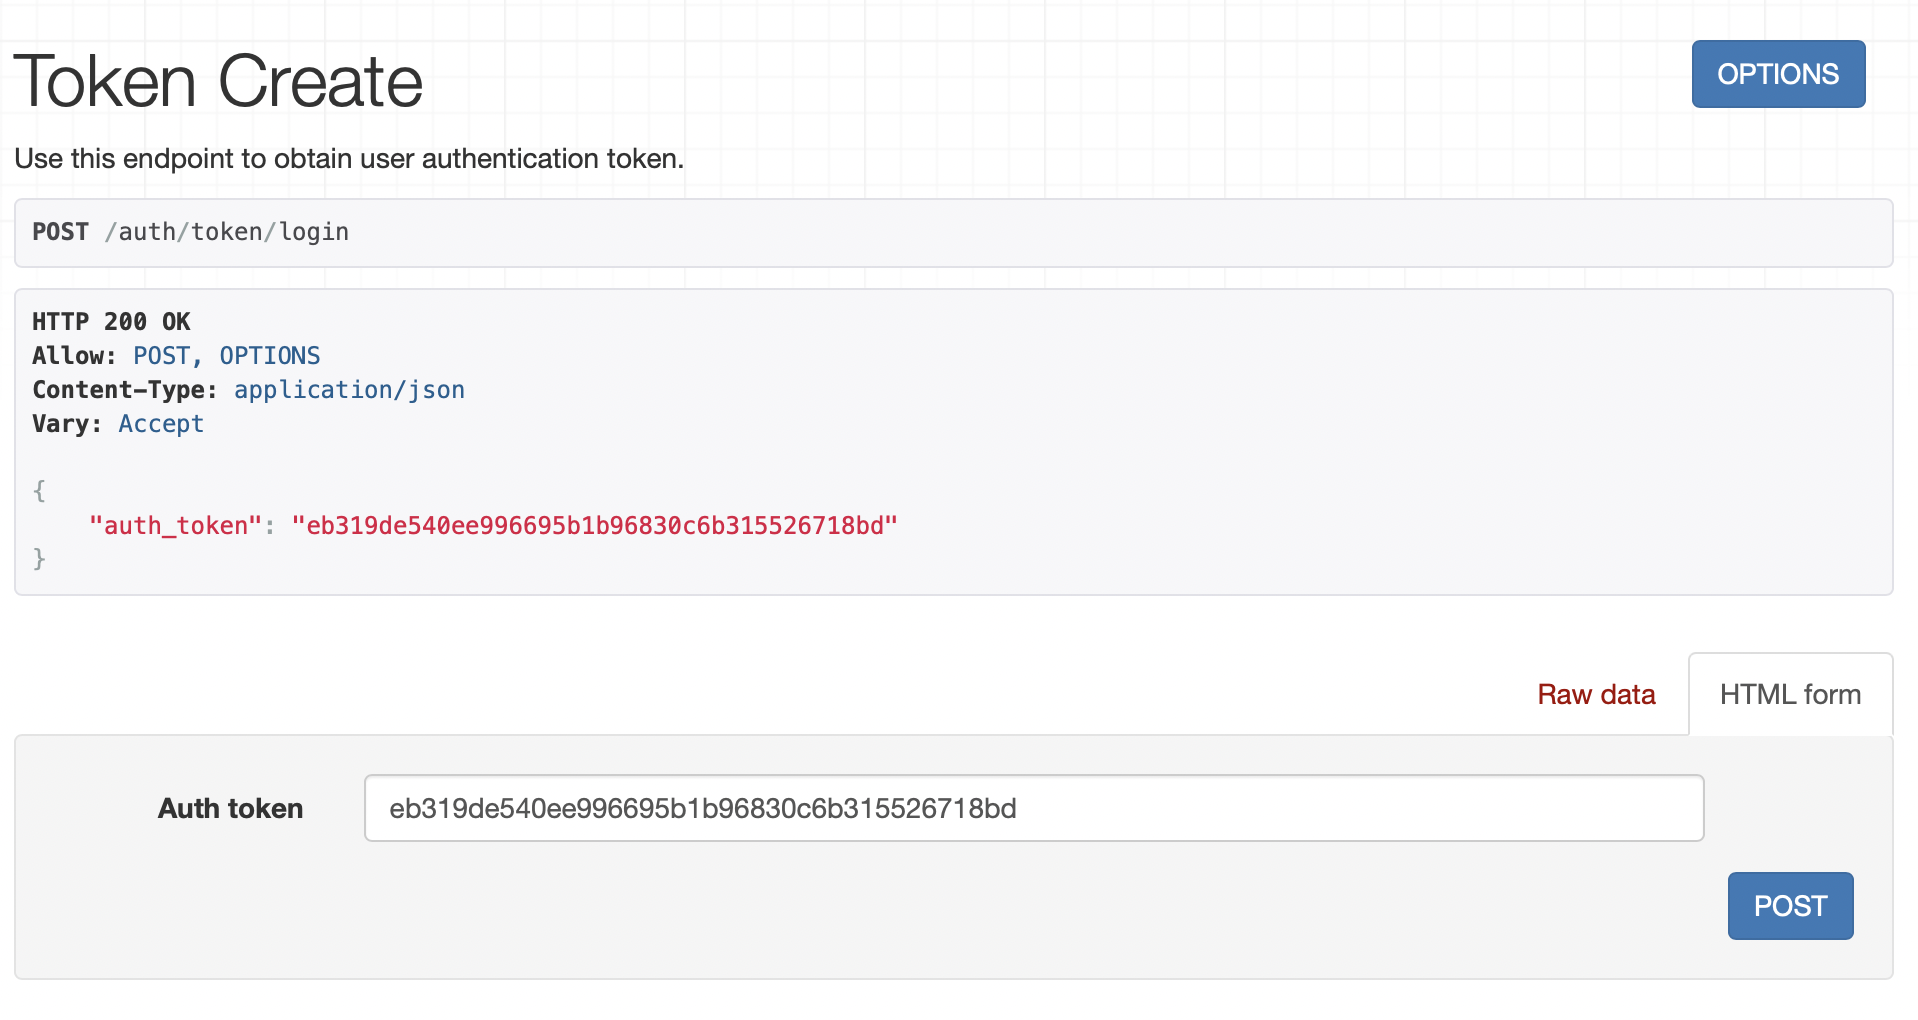 Token Create
OPTIONS
Use this endpoint to obtain user authentication token.
POST /auth/token/login
HTTP 200 OK
Allow: POST, OPTIONS
Content-Type: application/json
Vary: Accept
{
"auth_token": "eb319de540ee996695b1b96830c6b315526718bd"
}
Raw data
HTML form
Auth token
eb319de540ee996695b1b96830c6b315526718bd
POST